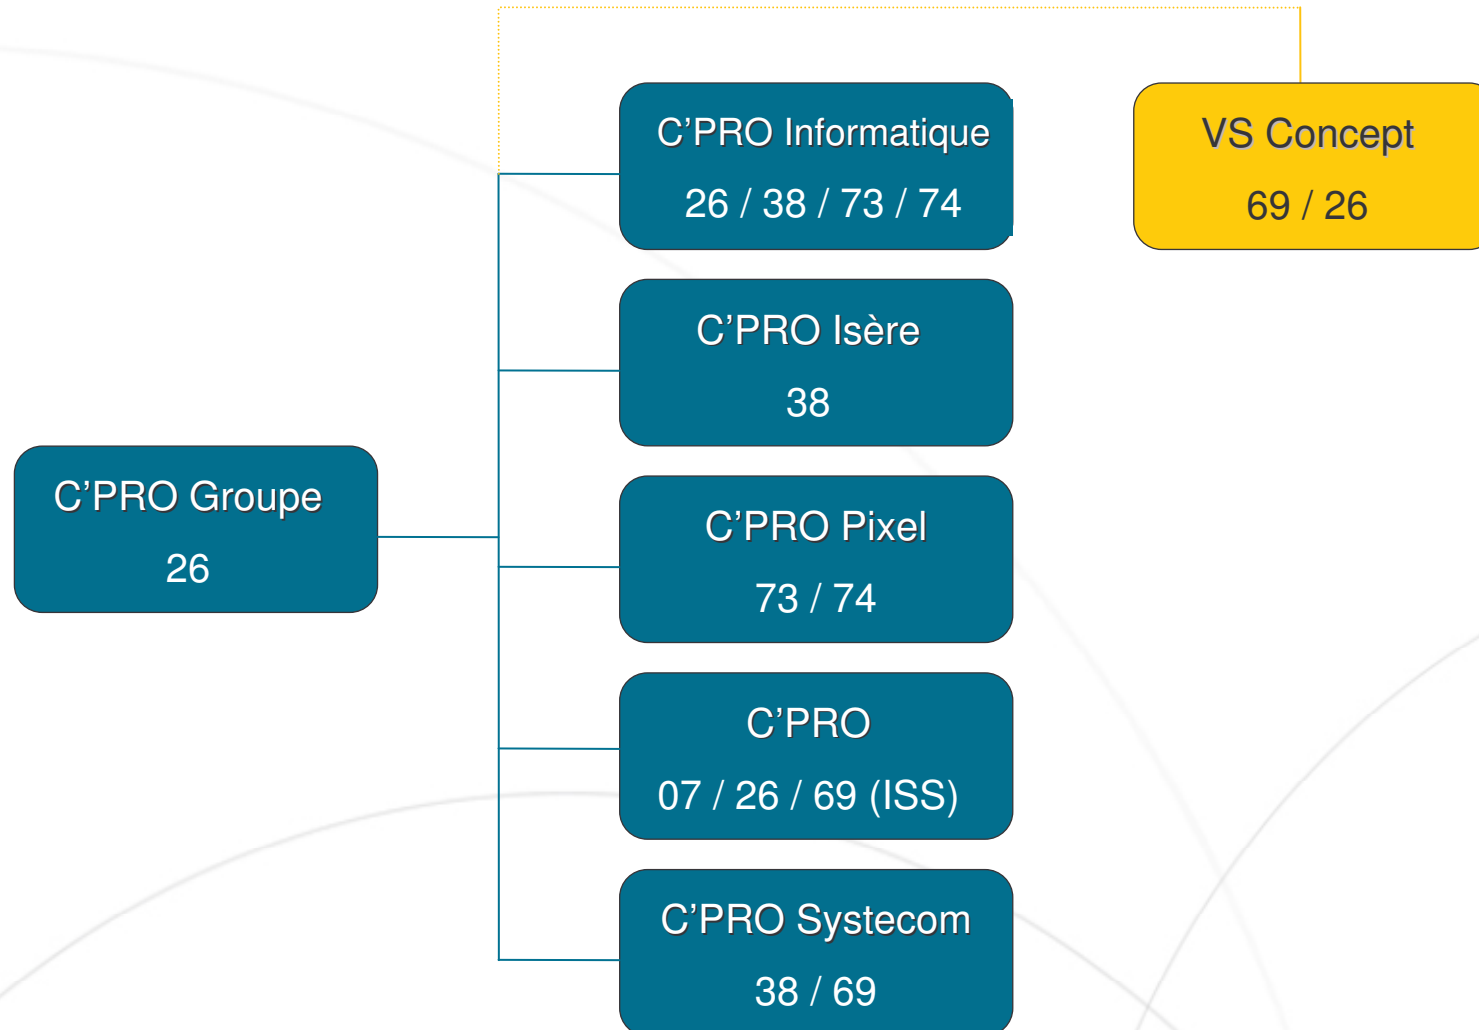 C'PRO Informatique
26 / 38 / 73 / 74
VS Concept
69 / 26
C'PRO Isère
38
C'PRO Groupe
26
C'PRO Pixel
73 / 74
C'PRO
07 / 26 / 69 (ISS)
C'PRO Systecom
38 / 69